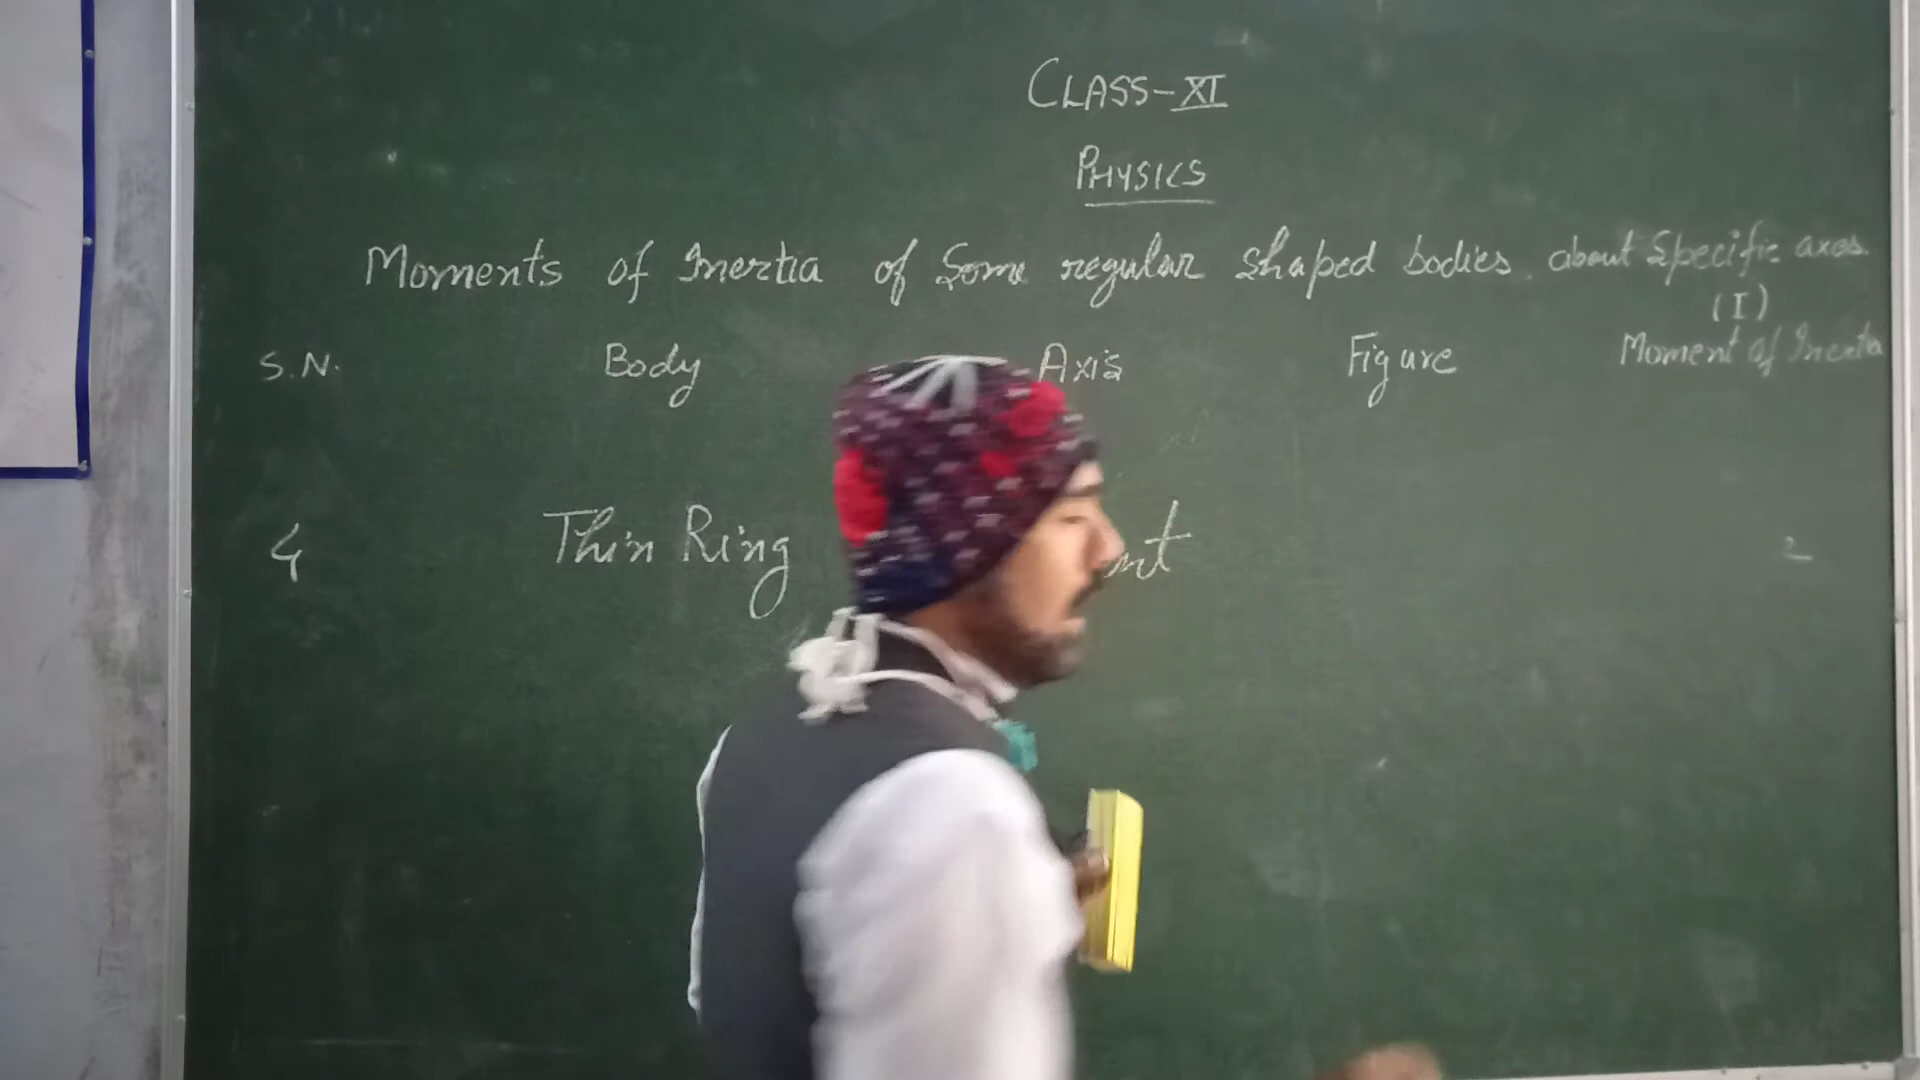 CLASS-XI
PHYSICS
Moments of Inertia of Some regular shaped bodies about Specific axes.
(I)
S.N. Body Axis Figure Moment of Inertia
4 Thin Ring